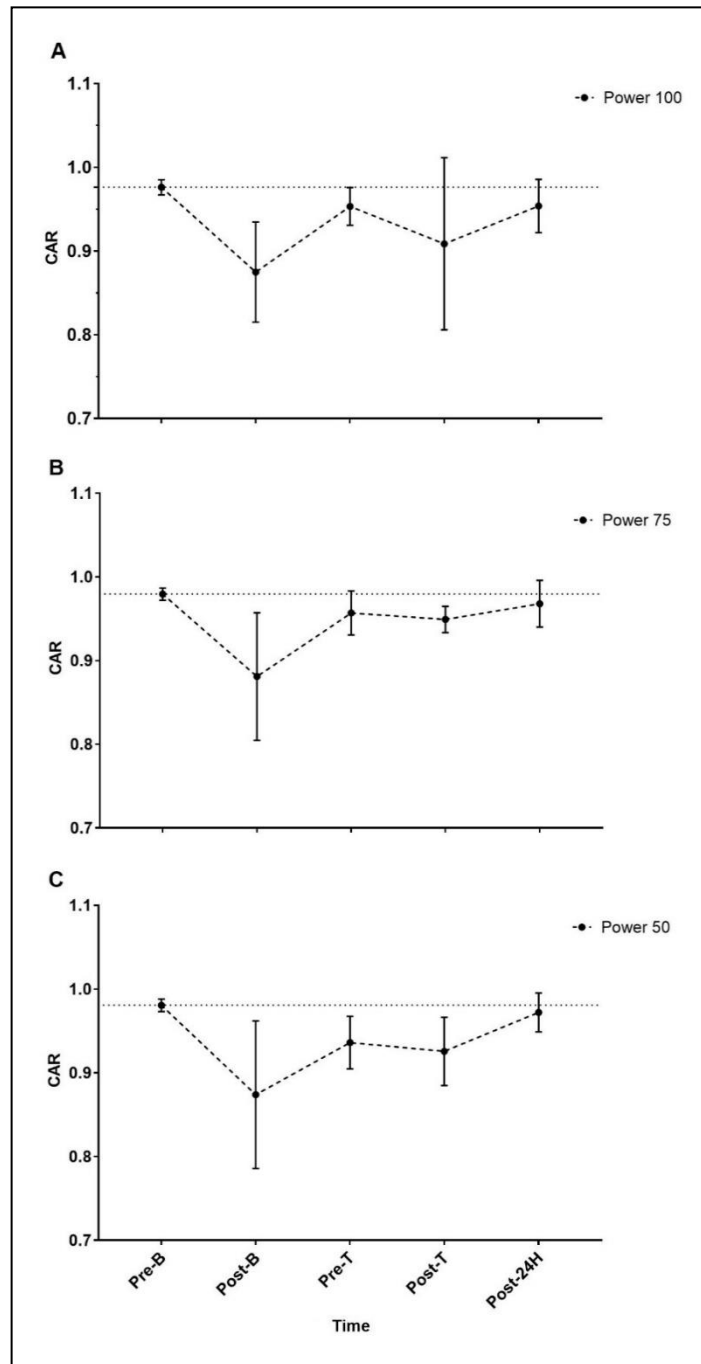 A
1.1
Power 100
1.0
CAR
0.9
0.8
0.7
B
1.1
Power 75
1.0
CAR
0.9
0.8
0.7
C
1.1
Power 50
1.0
CAR
0.9
0.8
0.7
Pre-B
Post-B
Pre-T
Post-T
Post-24H
Time